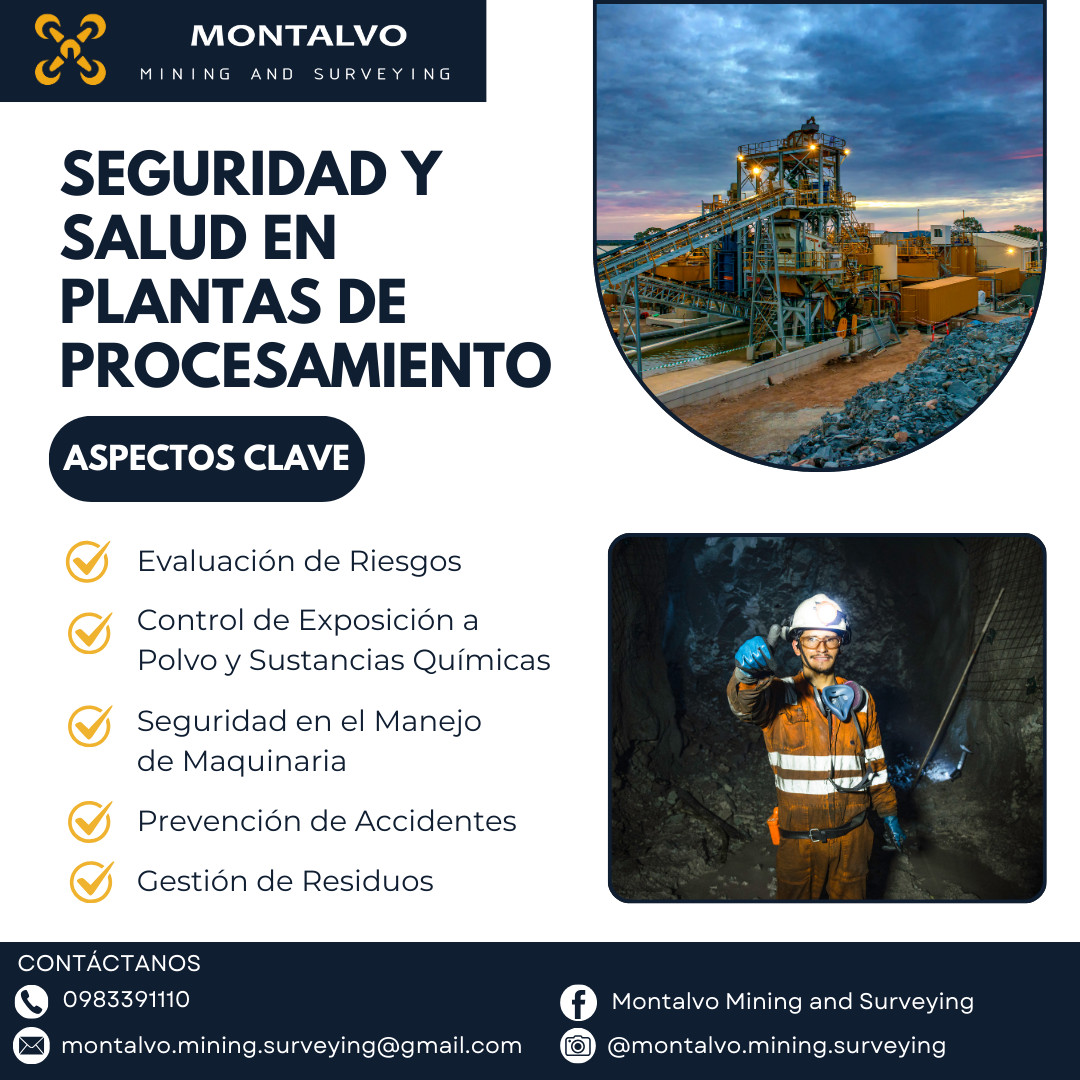 MONTALVO
MINING AND SURVEYING
SEGURIDAD Y
SALUD EN
PLANTAS DE
PROCESAMIENTO
ASPECTOS CLAVE
Evaluación de Riesgos
Control de Exposición a
Polvo y Sustancias Químicas
Seguridad en el Manejo
de Maquinaria
Prevención de Accidentes
Gestión de Residuos
CONTÁCTANOS
0983391110
montalvo.mining.surveying@gmail.com
Montalvo Mining and Surveying
@montalvo.mining.surveying